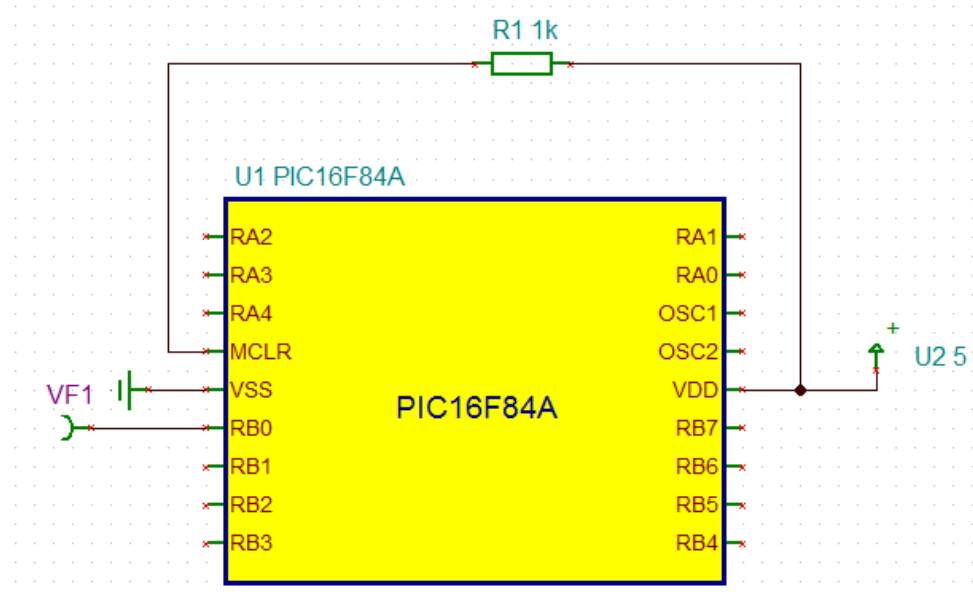 R1 1k
U1 PIC16F84A
RA2
RA1
RA3
RA0
RA4
OSC1
MCLR
OSC2
+
U2 5
VF1
VSS
VDD
PIC16F84A
RB0
RB7
RB1
RB6
RB2
RB5
RB3
RB4